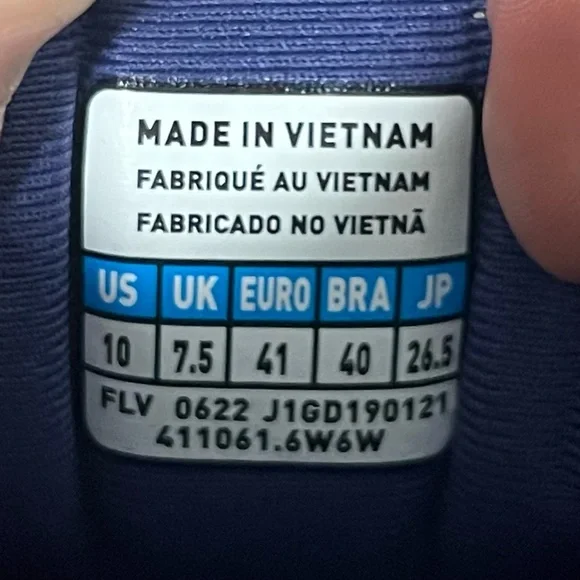 MADE IN VIETNAM
FABRIQUÉ AU VIETNAM
FABRICADO NO VIETNÃ
US UK EURO BRA JP
10 7.5 41 40 26.5
FLV 0622 J1GD190121
411061.6W6W